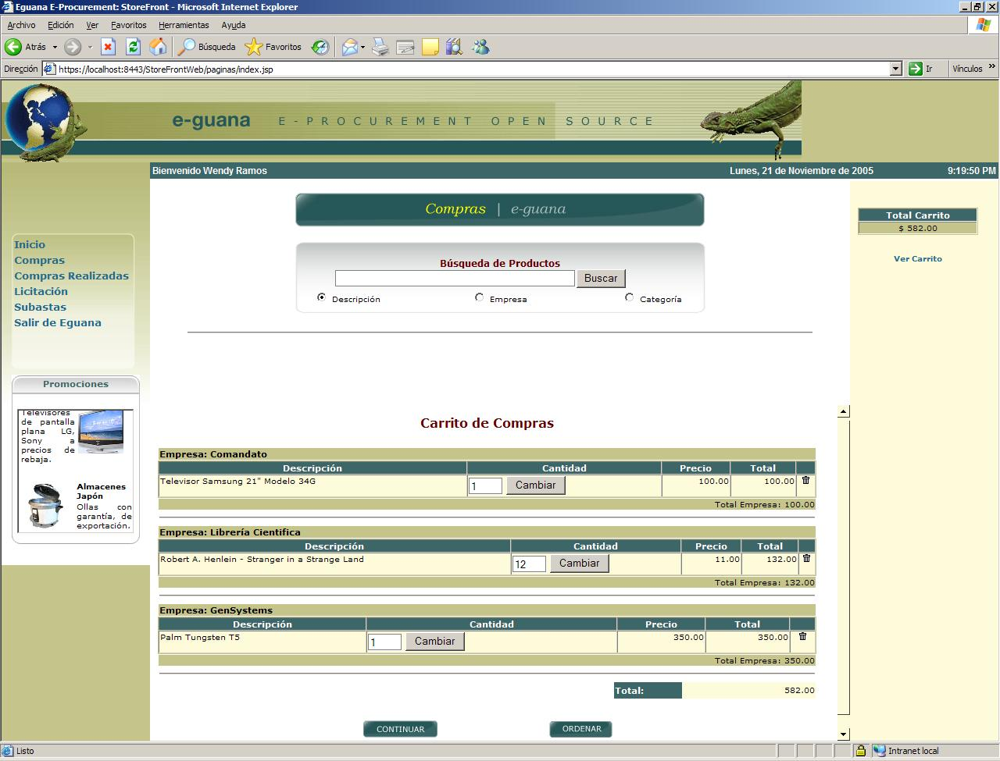 Eguana E-Procurement: StoreFront - Microsoft Internet Explorer
Archivo Edición Ver Favoritos Herramientas Ayuda
Atrás Búsqueda Favoritos
Dirección https://localhost:8443/StoreFrontWeb/paginas/index.jsp Ir Vínculos »
e-guana E-PROCUREMENT OPEN SOURCE
Bienvenido Wendy Ramos Lunes, 21 de Noviembre de 2005 9:19:50 PM
Compras | e-guana
Total Carrito
$ 582.00
Ver Carrito
Búsqueda de Productos
Buscar
Descripción Empresa Categoría
Inicio
Compras
Compras Realizadas
Licitación
Subastas
Salir de Eguana
Promociones
Televisores
de pantalla
plana LG,
Sony a
precios de
rebaja.
Almacenes
Japón
Ollas con
garantía, de
exportación.
Carrito de Compras
Empresa: Comandato
Descripción Cantidad Precio Total
Televisor Samsung 21" Modelo 34G 1 Cambiar 100.00 100.00
Total Empresa: 100.00
Empresa: Librería Cientifica
Descripción Cantidad Precio Total
Robert A. Henlein - Stranger in a Strange Land 12 Cambiar 11.00 132.00
Total Empresa: 132.00
Empresa: GenSystems
Descripción Cantidad Precio Total
Palm Tungsten T5 1 Cambiar 350.00 350.00
Total Empresa: 350.00
Total: 582.00
CONTINUAR ORDENAR
Listo Intranet local